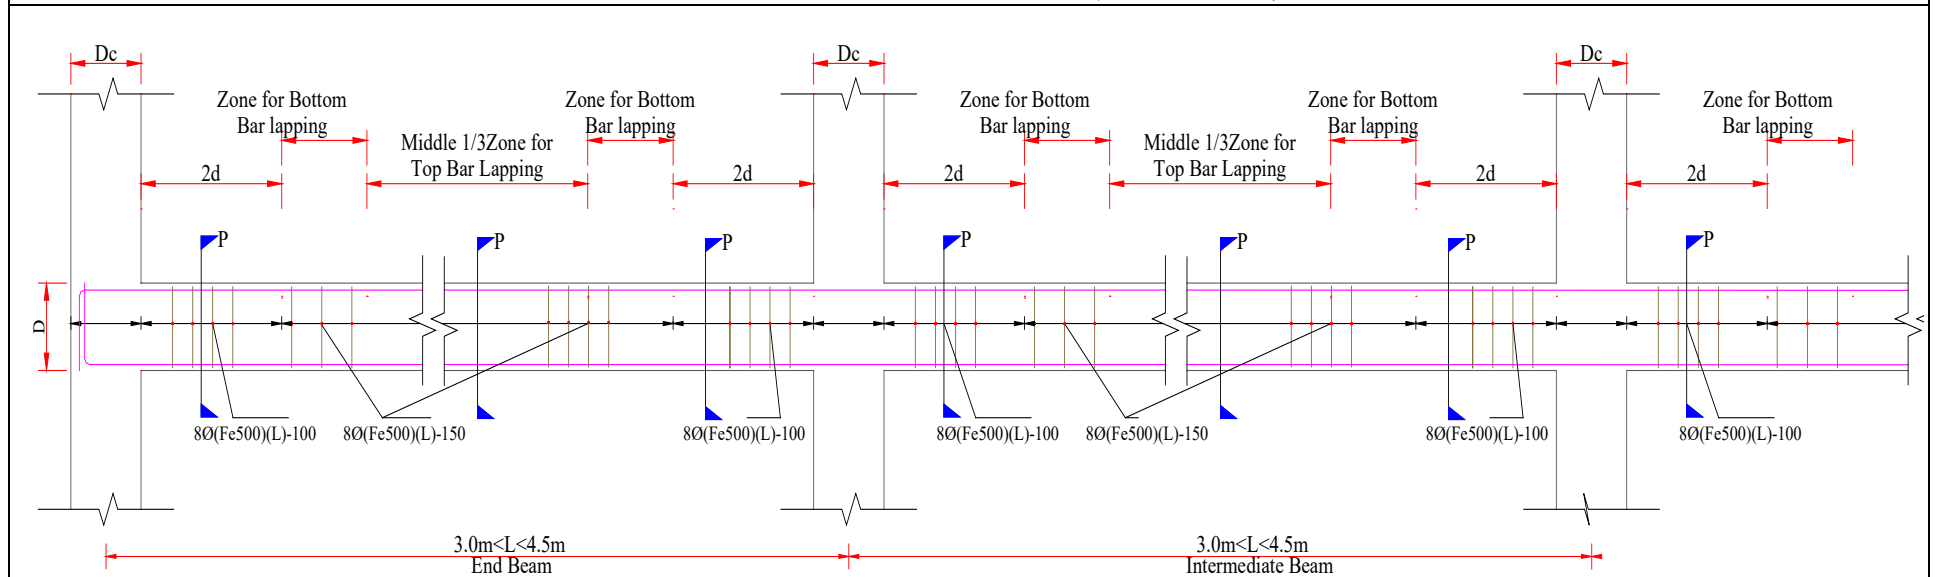 Dc
Dc
Dc
Zone for Bottom
Bar lapping
Zone for Bottom
Bar lapping
Zone for Bottom
Bar lapping
Zone for Bottom
Bar lapping
Zone for Bottom
Bar lapping
Middle 1/3Zone for
Top Bar Lapping
Middle 1/3Zone for
Top Bar Lapping
2d
2d
2d
2d
2d
P
P
P
P
P
P
P
D
8Ø(Fe500)(L)-100
8Ø(Fe500)(L)-150
8Ø(Fe500)(L)-100
8Ø(Fe500)(L)-100
8Ø(Fe500)(L)-150
8Ø(Fe500)(L)-100
8Ø(Fe500)(L)-100
3.0m<L<4.5m
End Beam
3.0m<L<4.5m
Intermediate Beam